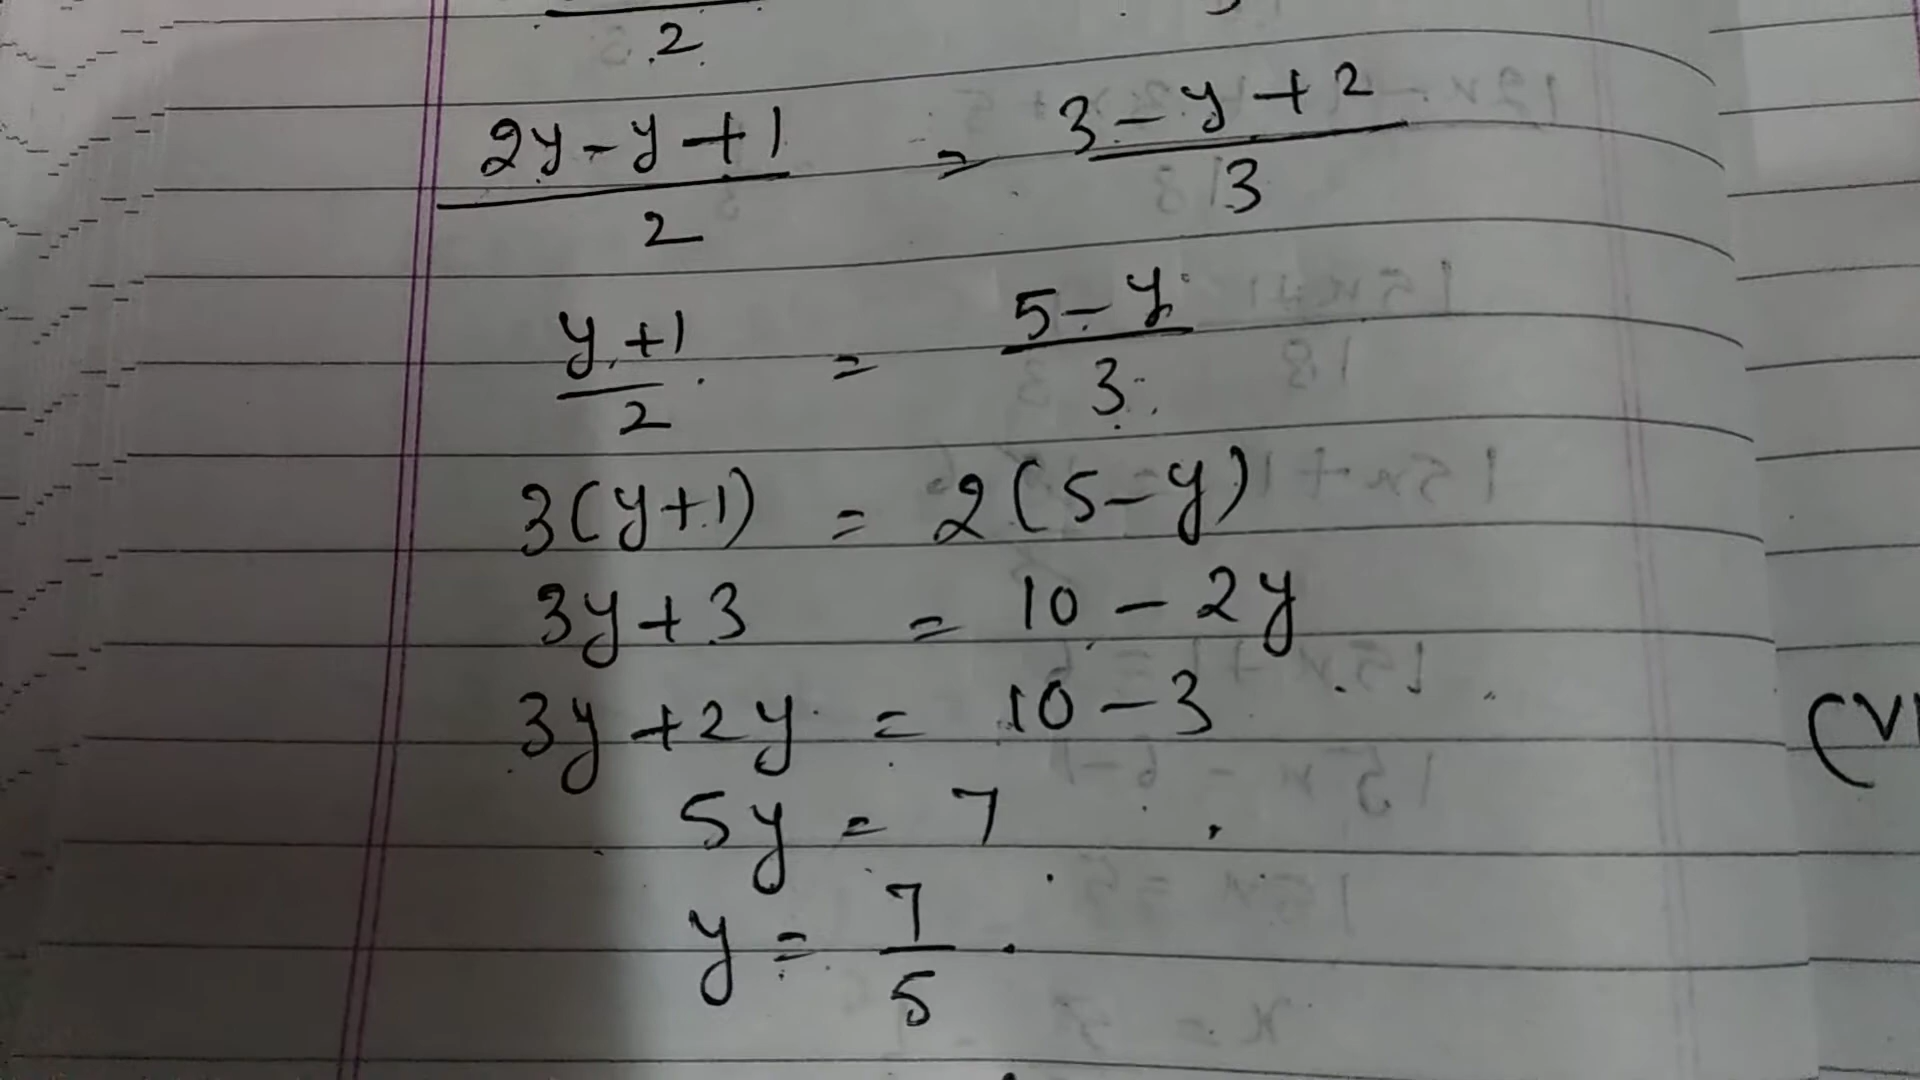 2
2y - y + 1 / 2 = 3 - y + 2 / 3
y + 1 / 2 = 5 - y / 3
3(y+1) = 2(5-y)
3y + 3 = 10 - 2y
3y + 2y = 10 - 3
5y = 7
y = 7/5
(VI